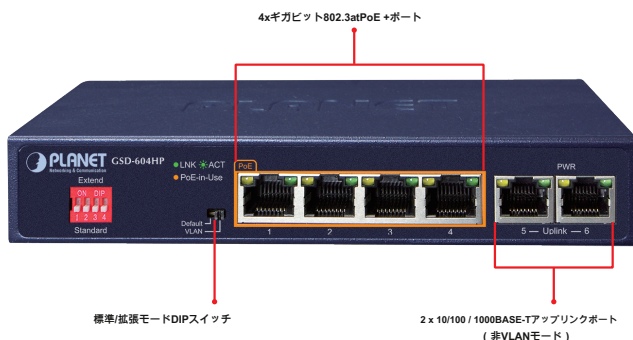 4xギガビット802.3atPoE +ポート
PLANET
Networking & Communication
GSD-604HP
LNK ACT
PoE-in-Use
PoE
PWR
Extend
ON DIP
1 2 3 4
Standard
Default
VLAN
1 2 3 4
5 — Uplink — 6
標準/拡張モードDIPスイッチ
2 x 10/100 / 1000BASE-Tアップリンクポート
( 非VLANモード )